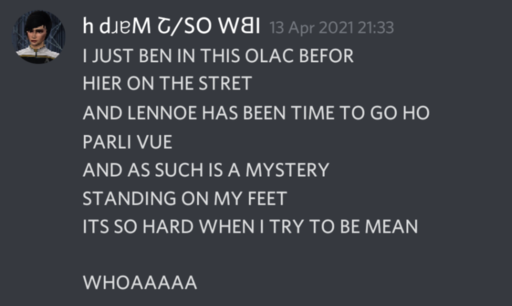 h dɹɐM Շ/SO WᗺI 13 Apr 2021 21:33
I JUST BEN IN THIS OLAC BEFOR
HIER ON THE STRET
AND LENNOE HAS BEEN TIME TO GO HO
PARLI VUE
AND AS SUCH IS A MYSTERY
STANDING ON MY FEET
ITS SO HARD WHEN I TRY TO BE MEAN
WHOAAAAA